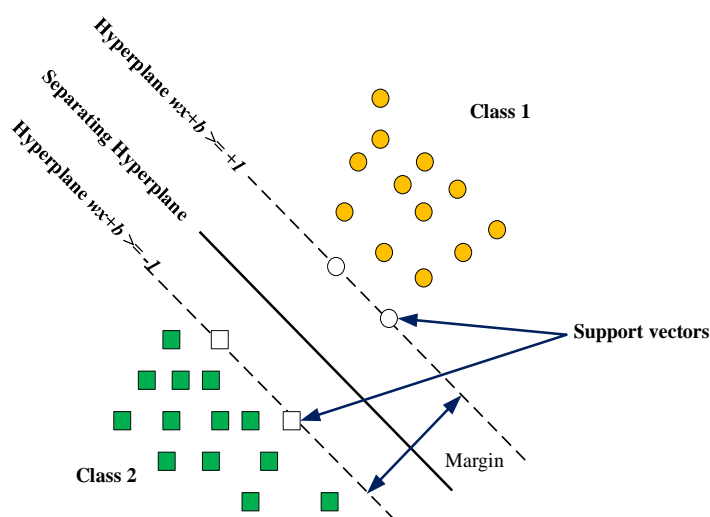 Hyperplane wx+b >= +1
Separating Hyperplane
Hyperplane wx+b >= -1
Class 1
Support vectors
Margin
Class 2